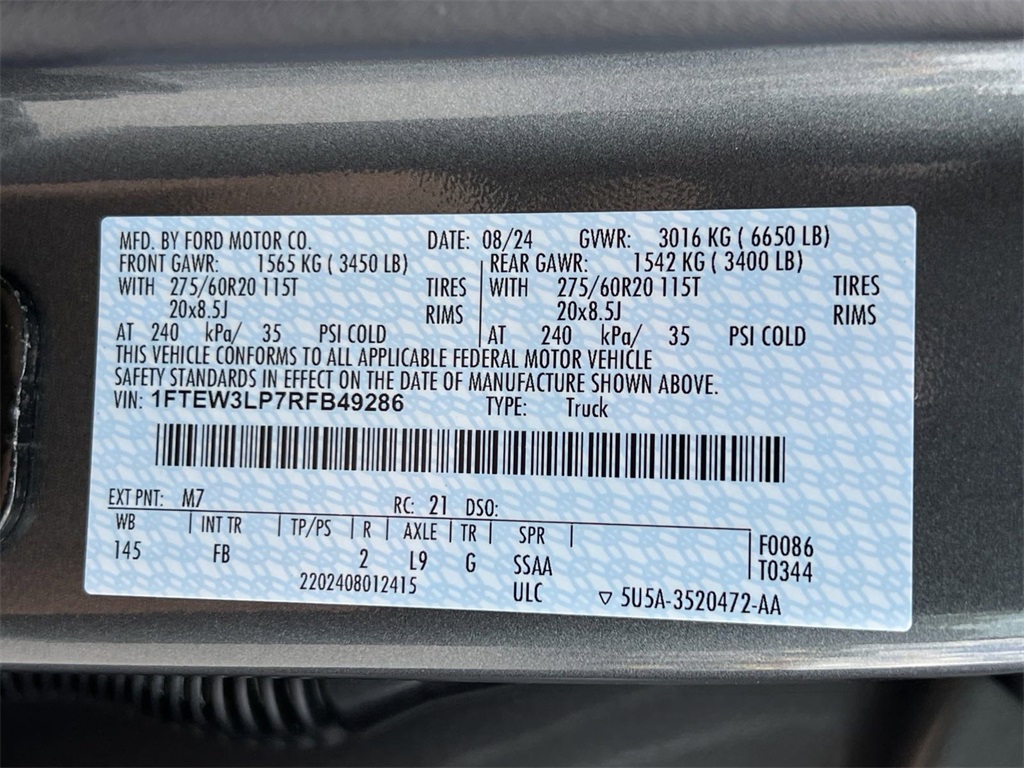 MFD. BY FORD MOTOR CO. DATE: 08/24 GVWR: 3016 KG ( 6650 LB)
FRONT GAWR: 1565 KG ( 3450 LB) REAR GAWR: 1542 KG ( 3400 LB)
WITH 275/60R20 115T TIRES WITH 275/60R20 115T TIRES
20x8.5J RIMS 20x8.5J RIMS
AT 240 kPa/ 35 PSI COLD AT 240 kPa/ 35 PSI COLD
THIS VEHICLE CONFORMS TO ALL APPLICABLE FEDERAL MOTOR VEHICLE
SAFETY STANDARDS IN EFFECT ON THE DATE OF MANUFACTURE SHOWN ABOVE.
VIN: 1FTEW3LP7RFB49286 TYPE: Truck
EXT PNT: M7 RC: 21 DSO:
WB INT TR TP/PS R AXLE TR SPR F0086
145 FB 2 L9 G SSAA T0344
2202408012415 ULC ▽ 5U5A-3520472-AA